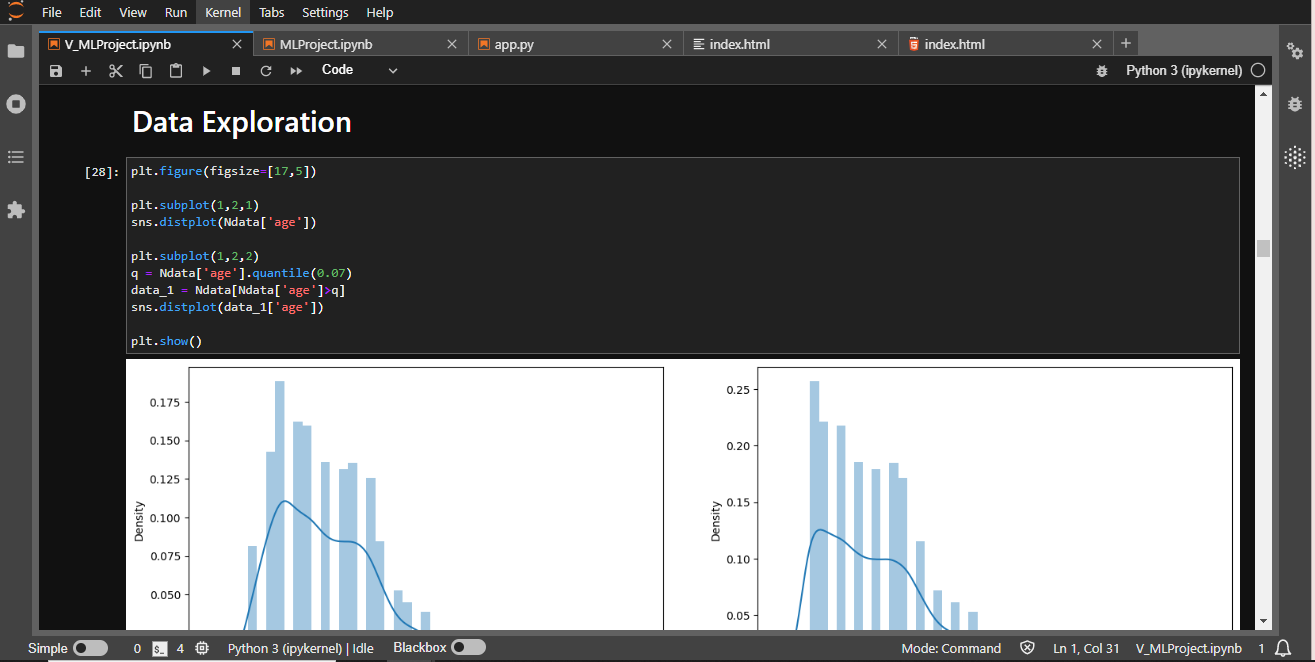 File Edit View Run Kernel Tabs Settings Help
V_MLProject.ipynb MLProject.ipynb app.py index.html index.html
Code Python 3 (ipykernel)
Data Exploration
[28]: plt.figure(figsize=[17,5])
plt.subplot(1,2,1)
sns.distplot(Ndata['age'])
plt.subplot(1,2,2)
q = Ndata['age'].quantile(0.07)
data_1 = Ndata[Ndata['age']>q]
sns.distplot(data_1['age'])
plt.show()
0.175
0.150
0.125
0.100
0.075
0.050
Density
0.25
0.20
0.15
0.10
0.05
Density
Simple 0 $_ 4 Python 3 (ipykernel) | Idle Blackbox Mode: Command Ln 1, Col 31 V_MLProject.ipynb 1